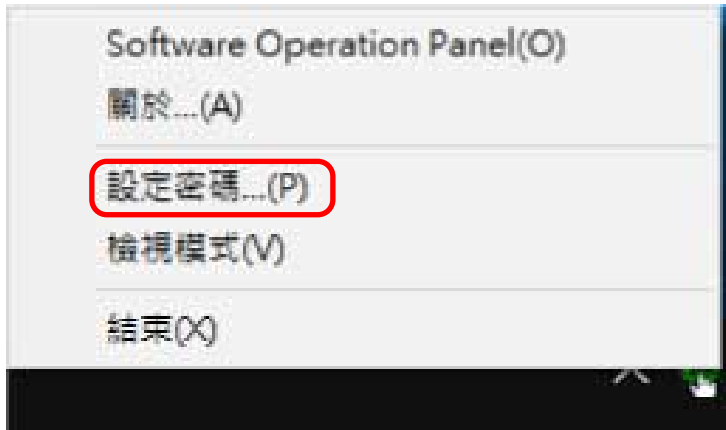 Software Operation Panel(O)
關於...(A)
設定密碼...(P)
檢視模式(V)
結束(X)